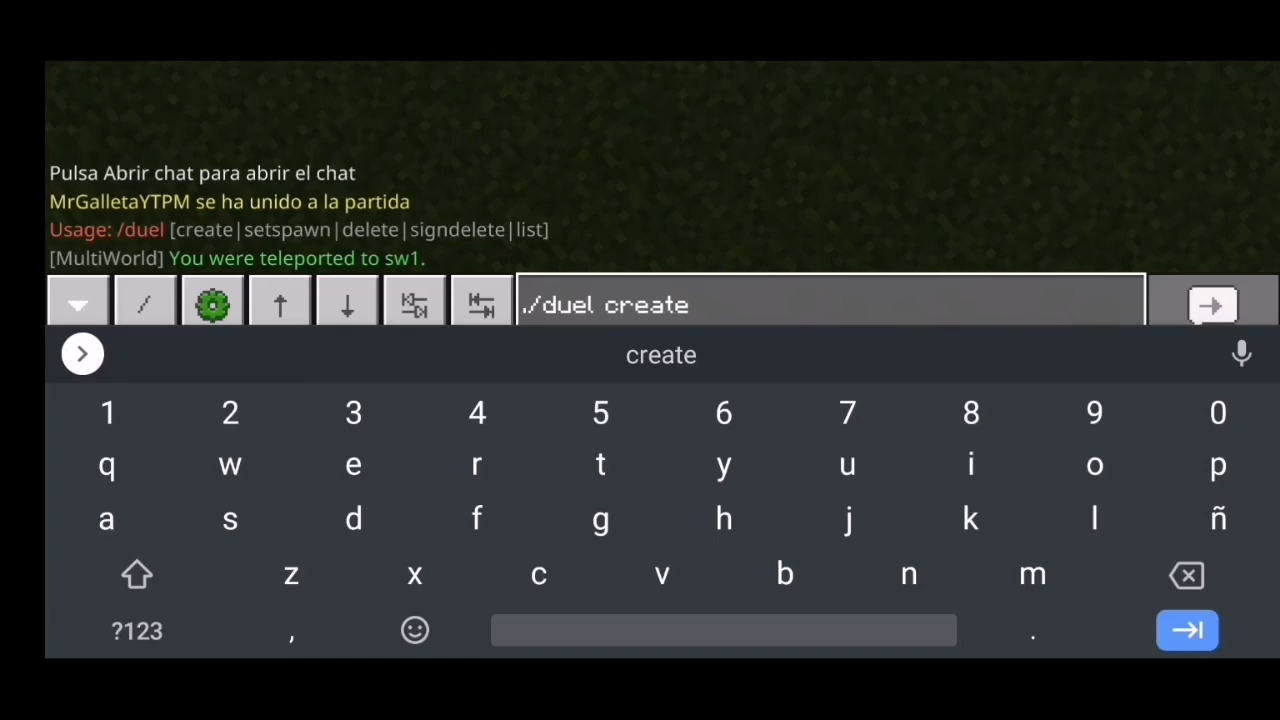 Pulsa Abrir chat para abrir el chat
MrGalletaYTPM se ha unido a la partida
Usage: /duel [create|setspawn|delete|signdelete|list]
[MultiWorld] You were teleported to sw1.
/ ./duel create
create
1 2 3 4 5 6 7 8 9 0
q w e r t y u i o p
a s d f g h j k l ñ
z x c v b n m
?123 , .